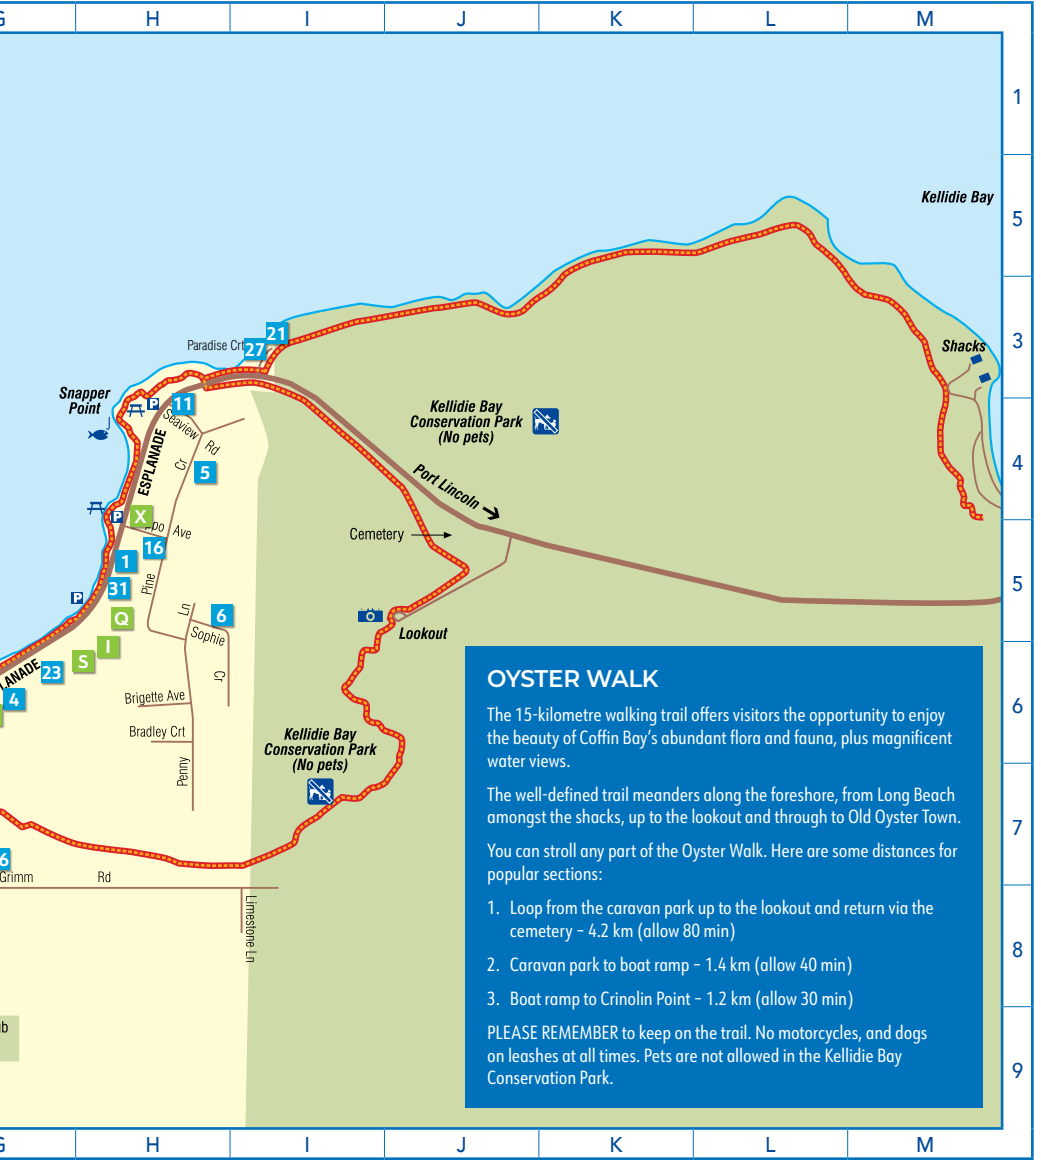 G H I J K L M
1
Kellidie Bay
5
21
Paradise Crt
27
3
Shacks
Snapper
Point
11
Kellidie Bay
Conservation Park
(No pets)
P
Seaview
Rd
ESPLANADE
Cr
5
4
Port Lincoln
P
X
Ave
Cemetery
16
1
Pine
31
5
P
Ln
6
Q
Sophie
Lookout
I
S
LANADE
23
Cr
4
Brigette Ave
6
Bradley Crt
Kellidie Bay
Conservation Park
(No pets)
Penny
7
6
Grimm Rd
Limestone Ln
8
9
OYSTER WALK
The 15-kilometre walking trail offers visitors the opportunity to enjoy
the beauty of Coffin Bay's abundant flora and fauna, plus magnificent
water views.
The well-defined trail meanders along the foreshore, from Long Beach
amongst the shacks, up to the lookout and through to Old Oyster Town.
You can stroll any part of the Oyster Walk. Here are some distances for
popular sections:
1. Loop from the caravan park up to the lookout and return via the
cemetery – 4.2 km (allow 80 min)
2. Caravan park to boat ramp – 1.4 km (allow 40 min)
3. Boat ramp to Crinolin Point – 1.2 km (allow 30 min)
PLEASE REMEMBER to keep on the trail. No motorcycles, and dogs
on leashes at all times. Pets are not allowed in the Kellidie Bay
Conservation Park.
G H I J K L M